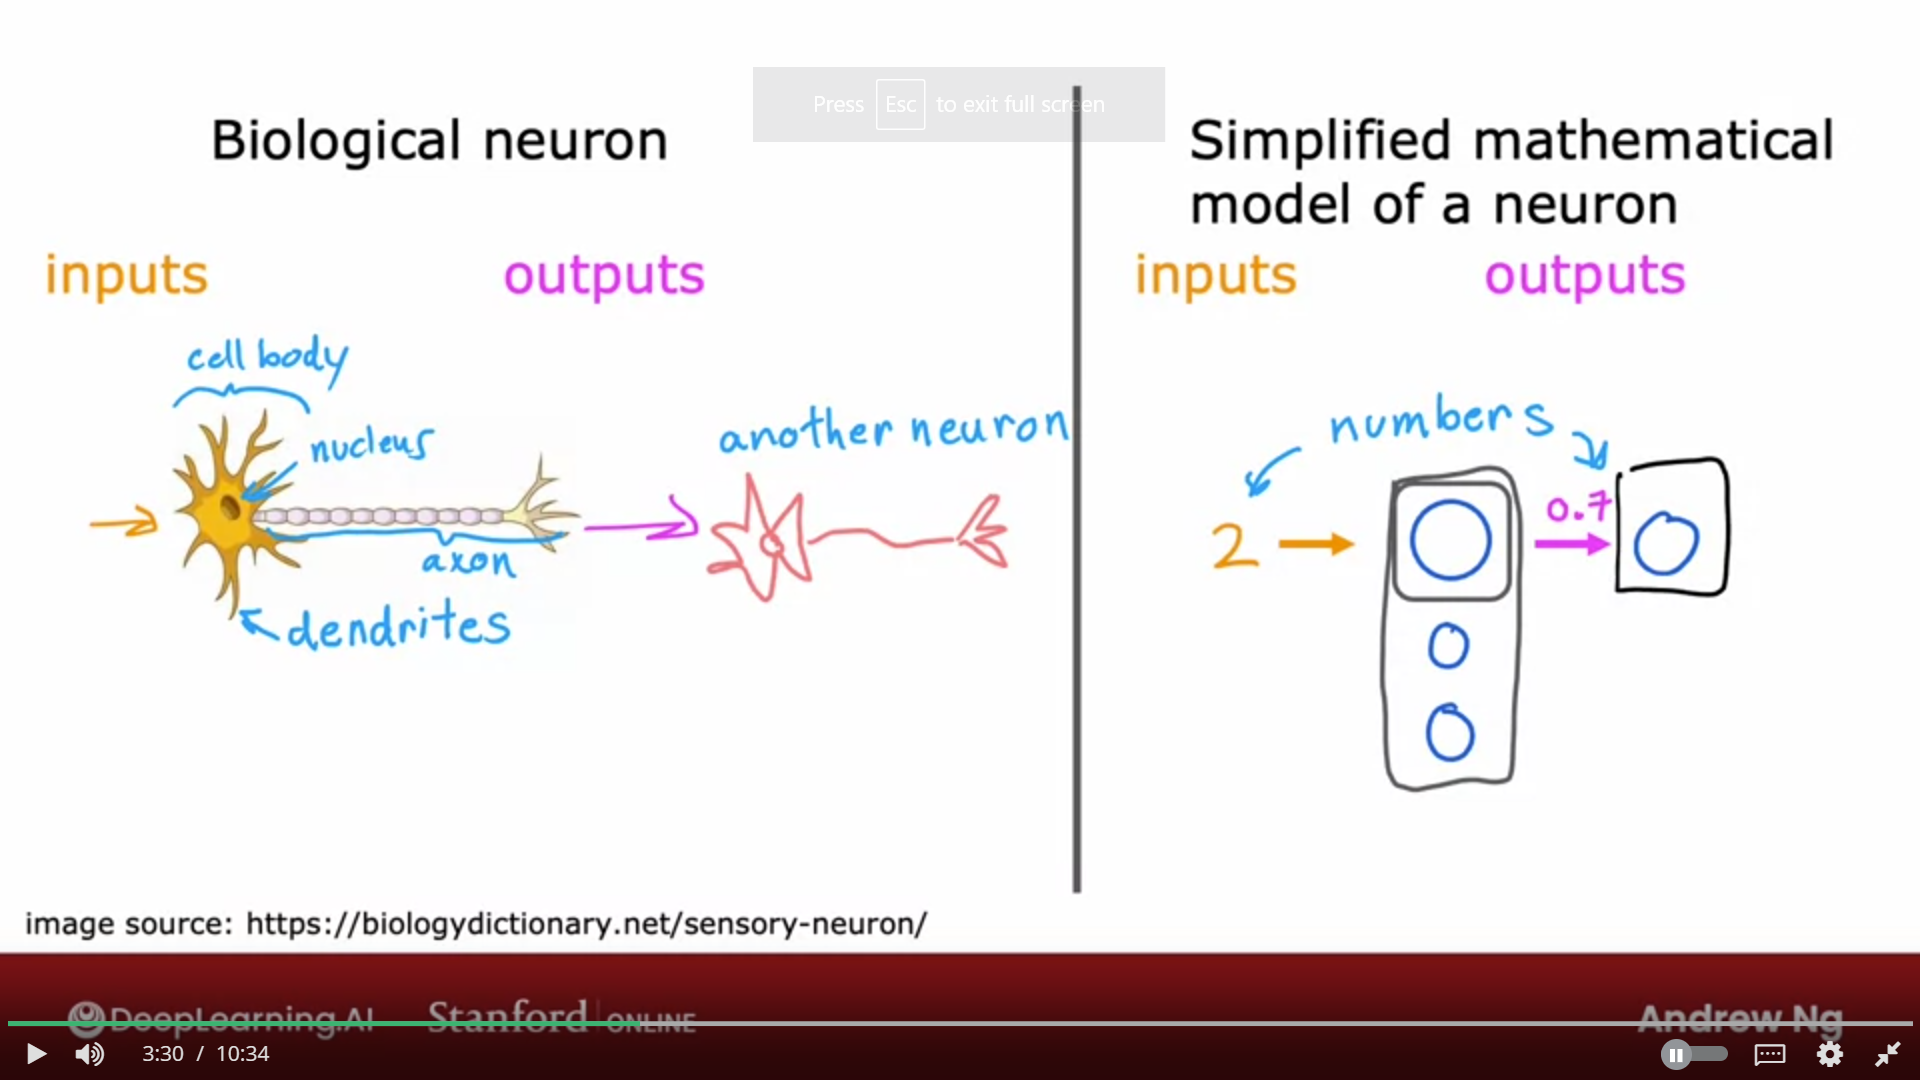 Press Esc to exit full screen
Biological neuron
inputs
outputs
cell body
nucleus
another neuron
axon
dendrites
Simplified mathematical
model of a neuron
inputs
outputs
numbers
2
0.7
image source: https://biologydictionary.net/sensory-neuron/
DeepLearning.AI
Stanford ONLINE
Andrew Ng
3:30 / 10:34